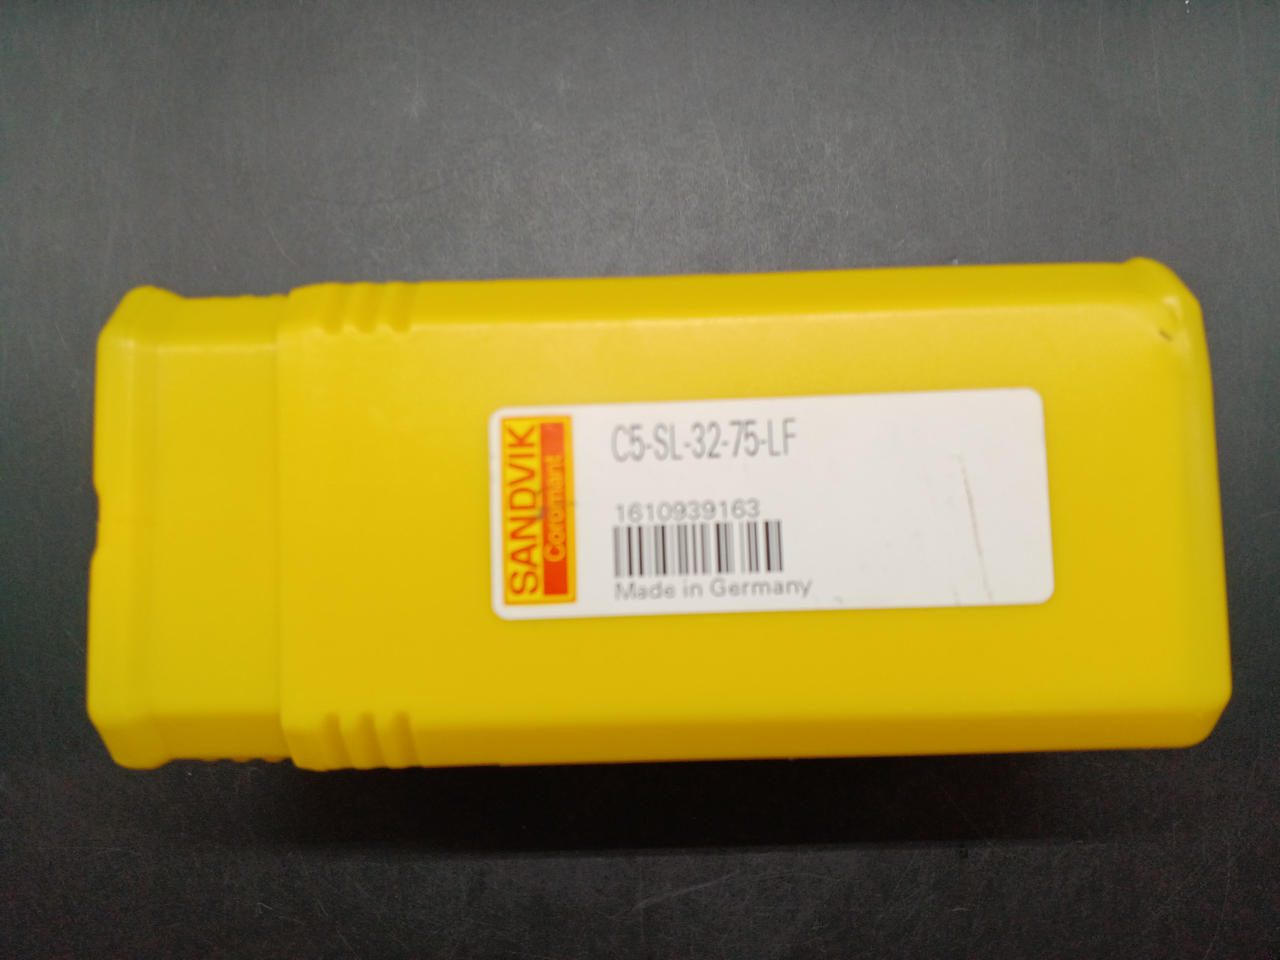 SANDVIK
Coromant
C5-SL-32-75-LF
1610939163
Made in Germany